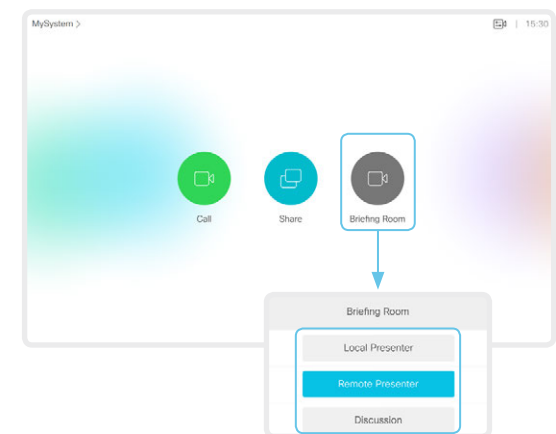 MySystem >
15:30
Call
Share
Briefing Room
Briefing Room
Local Presenter
Remote Presenter
Discussion